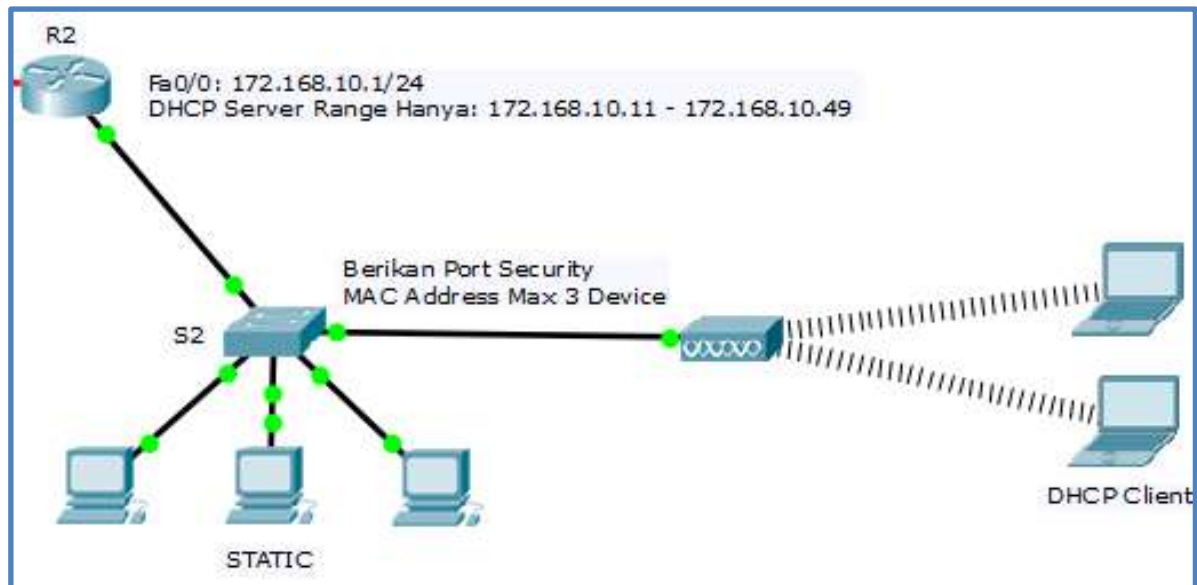 R2
Fa0/0: 172.168.10.1/24
DHCP Server Range Hanya: 172.168.10.11 - 172.168.10.49
Berikan Port Security
MAC Address Max 3 Device
S2
DHCP Client
STATIC